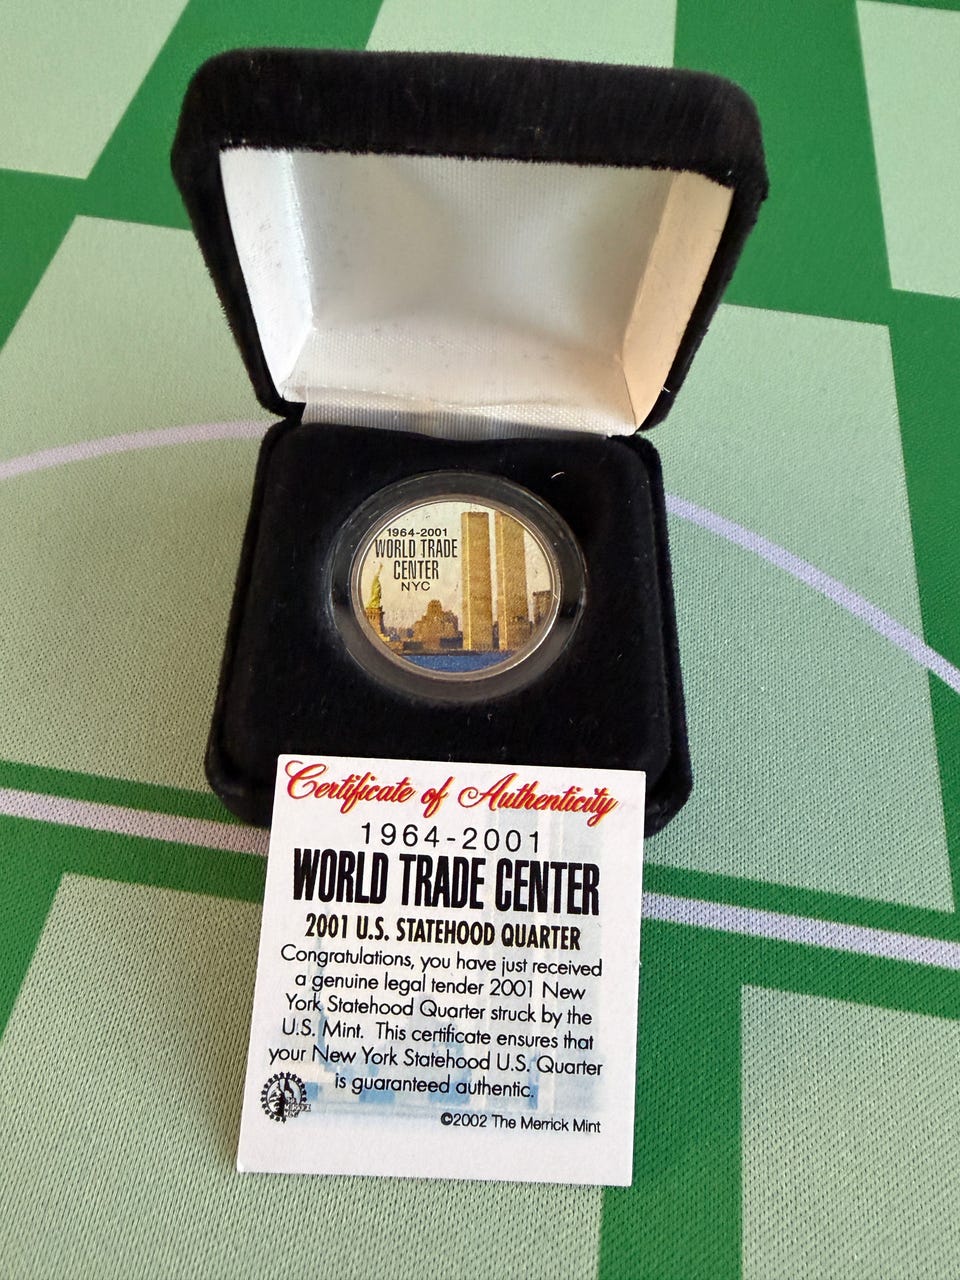 1964-2001
WORLD TRADE
CENTER
NYC
Certificate of Authenticity
1964-2001
WORLD TRADE CENTER
2001 U.S. STATEHOOD QUARTER
Congratulations, you have just received
a genuine legal tender 2001 New
York Statehood Quarter struck by the
U.S. Mint. This certificate ensures that
your New York Statehood U.S. Quarter
is guaranteed authentic.
©2002 The Merrick Mint